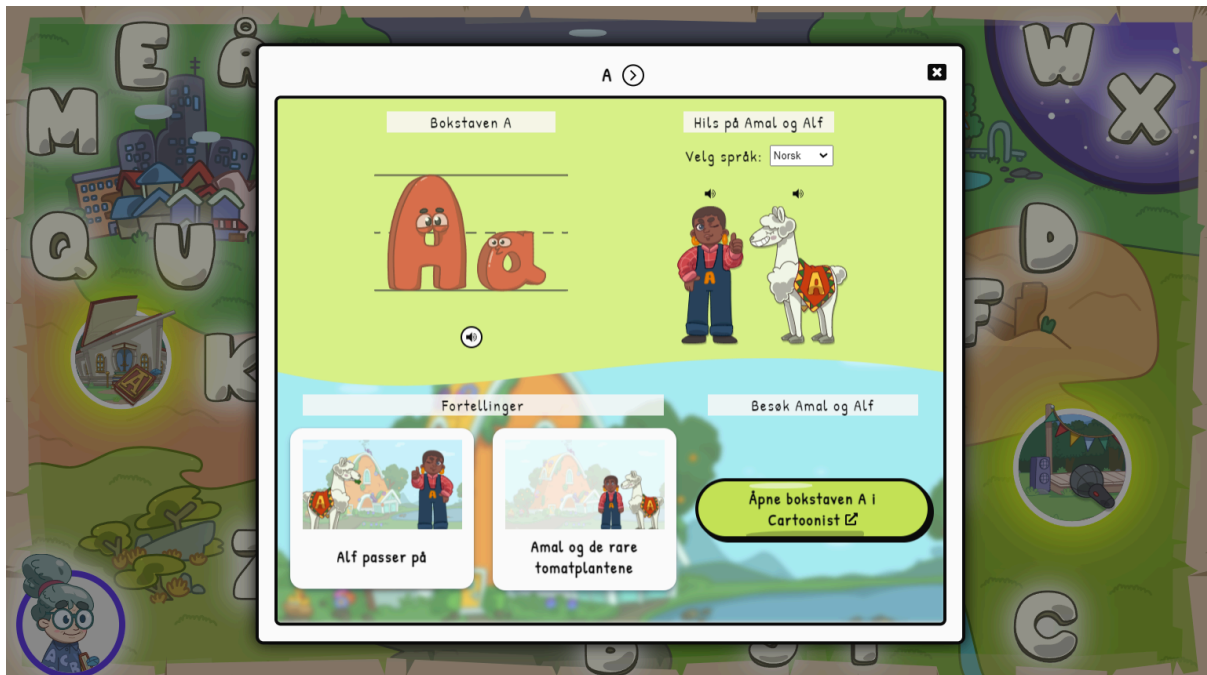 E
Å
M
W
X
Q
U
D
F
K
Z
C
A
A
Bokstaven A
Aa
Hils på Amal og Alf
Velg språk: Norsk
A
A
Fortellinger
Besøk Amal og Alf
Alf passer på
Amal og de rare
tomatplantene
Åpne bokstaven A i
Cartoonist
A C R